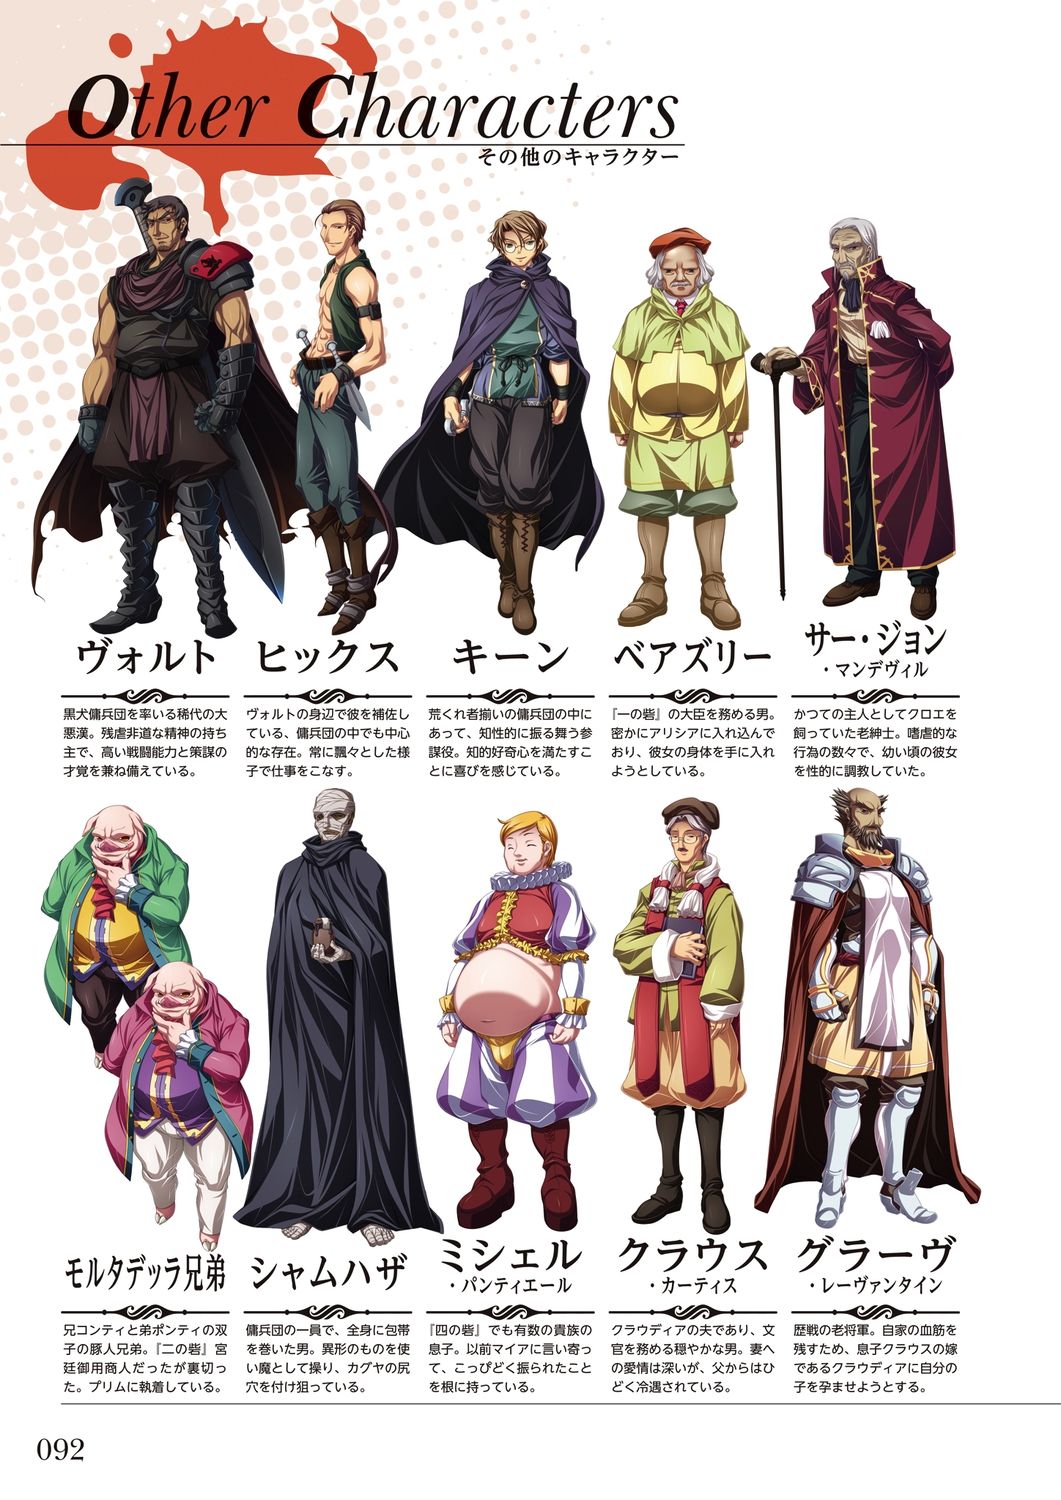 Other Characters
その他のキャラクター
ヴォルト
黒犬傭兵団を率いる稀代の大
悪漢。残虐非道な精神の持ち
主で、高い戦闘能力と策謀の
才覚を兼ね備えている。
ヒックス
ヴォルトの身辺で彼を補佐し
ている、傭兵団の中でも中心
的な存在。常に飄々とした様
子で仕事をこなす。
キーン
荒くれ者揃いの傭兵団の中に
あって、知性的に振る舞う参
謀役。知的好奇心を満たすこ
とに喜びを感じている。
ベアズリー
『一の砦』の大臣を務める男。
密かにアリシアに入れ込んで
おり、彼女の身体を手に入れ
ようとしている。
サー・ジョン
・マンデヴィル
かつての主人としてクロエを
飼っていた老紳士。嗜虐的な
行為の数々で、幼い頃の彼女
を性的に調教していた。
モルタデッラ兄弟
兄コンティと弟ポンティの双
子の豚人兄弟。『二の砦』宮
廷御用商人だったが裏切っ
た。プリムに執着している。
シャムハザ
傭兵団の一員で、全身に包帯
を巻いた男。異形のものを使
い魔として操り、カグヤの尻
穴を付け狙っている。
ミシェル
・パンティエール
『四の砦』でも有数の貴族の
息子。以前マイアに言い寄っ
て、こっぴどく振られたこと
を根に持っている。
クラウス
・カーティス
クラウディアの夫であり、文
官を務める穏やかな男。妻へ
の愛情は深いが、父からはひ
どく冷遇されている。
グラーヴ
・レーヴァンタイン
歴戦の老将軍。自家の血筋を
残すため、息子クラウスの嫁
であるクラウディアに自分の
子を孕ませようとする。
092